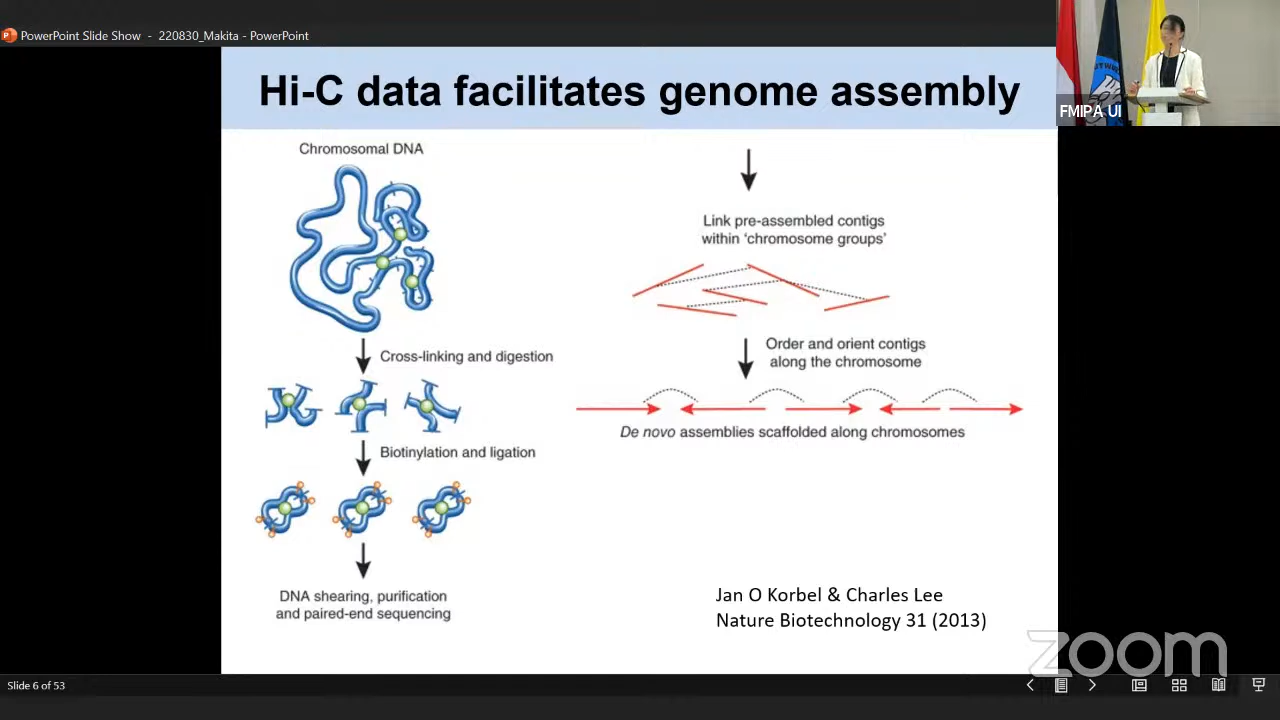 PowerPoint Slide Show - 220830_Makita - PowerPoint
FMIPA UI
Hi-C data facilitates genome assembly
Chromosomal DNA
Cross-linking and digestion
Biotinylation and ligation
DNA shearing, purification
and paired-end sequencing
Link pre-assembled contigs
within ‘chromosome groups’
Order and orient contigs
along the chromosome
De novo assemblies scaffolded along chromosomes
Jan O Korbel & Charles Lee
Nature Biotechnology 31 (2013)
zoom
Slide 6 of 53